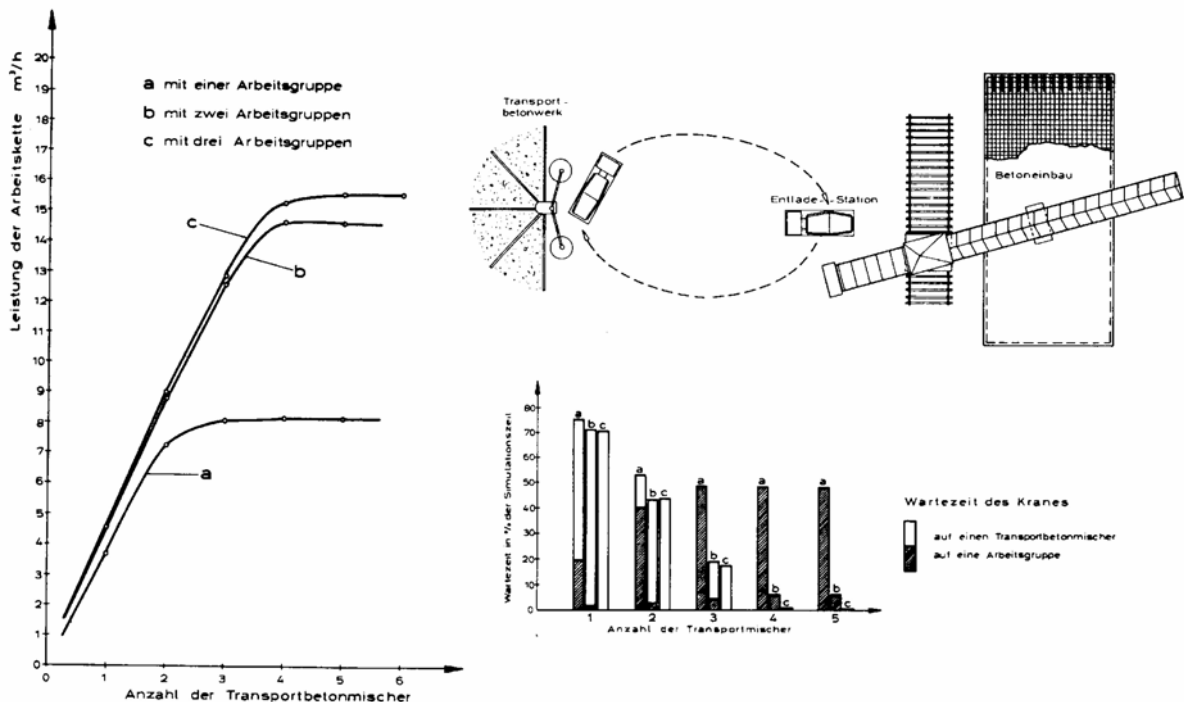 Leistung der Arbeitskette m³/h
20
19
18
17
16
15
14
13
12
11
10
9
8
7
6
5
4
3
2
1
0
1 2 3 4 5 6
Anzahl der Transportbetonmischer
a mit einer Arbeitsgruppe
b mit zwei Arbeitsgruppen
c mit drei Arbeitsgruppen
c
b
a
Transport-
betonwerk
Entlade-Station
Betoneinbau
Wartezeit in % der Simulationszeit
80
70
60
50
40
30
20
10
0
a b c
a b c
a b c
a b c
a b c
1 2 3 4 5
Anzahl der Transportmischer
Wartezeit des Kranes
auf einen Transportbetonmischer
auf eine Arbeitsgruppe